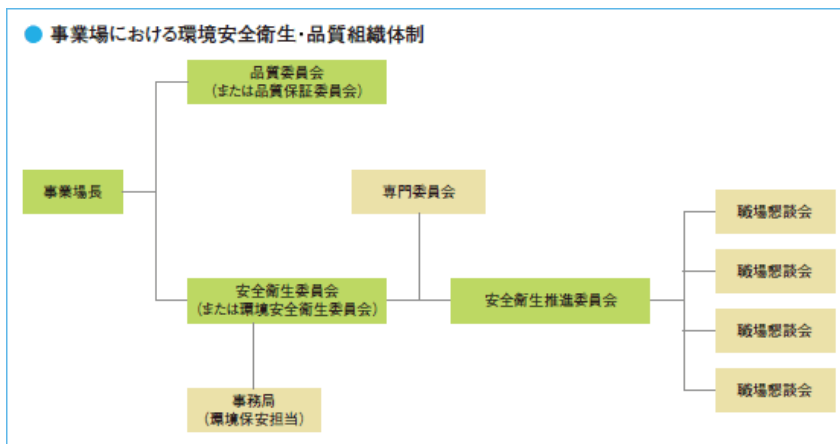 事業場における環境安全衛生・品質組織体制
品質委員会
(または品質保証委員会)
事業場長
専門委員会
安全衛生委員会
(または環境安全衛生委員会)
安全衛生推進委員会
職場懇談会
職場懇談会
職場懇談会
職場懇談会
事務局
(環境保安担当)